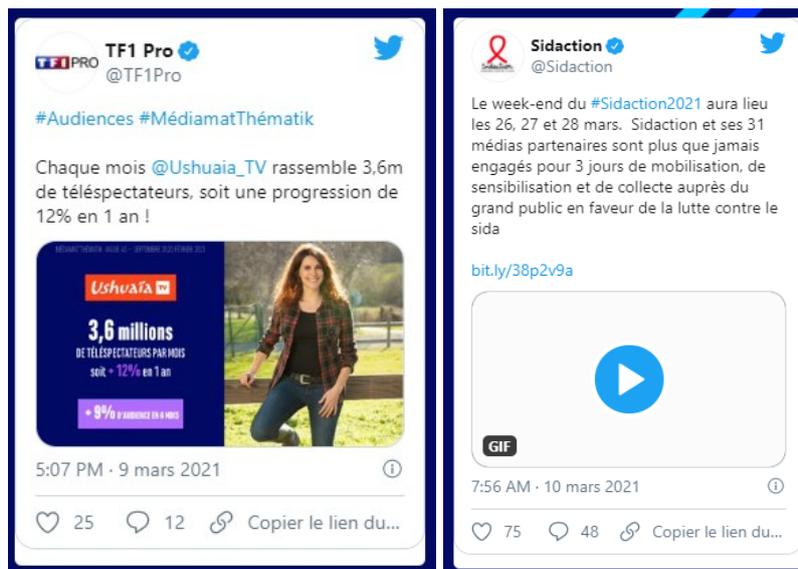 TF1 PRO
TF1 Pro
@TF1Pro
#Audiences #MédiamatThématik
Chaque mois @Ushuaia_TV rassemble 3,6m
de téléspectateurs, soit une progression de
12% en 1 an !
Ushuaïa TV
3,6 millions
DE TÉLÉSPECTATEURS PAR MOIS
soit + 12% en 1 an
+ 9% D'AUDIENCE EN 6 MOIS
5:07 PM · 9 mars 2021
25 12 Copier le lien du...
Sidaction
Sidaction
@Sidaction
Le week-end du #Sidaction2021 aura lieu
les 26, 27 et 28 mars. Sidaction et ses 31
médias partenaires sont plus que jamais
engagés pour 3 jours de mobilisation, de
sensibilisation et de collecte auprès du
grand public en faveur de la lutte contre le
sida
bit.ly/38p2v9a
GIF
7:56 AM · 10 mars 2021
75 48 Copier le lien du...